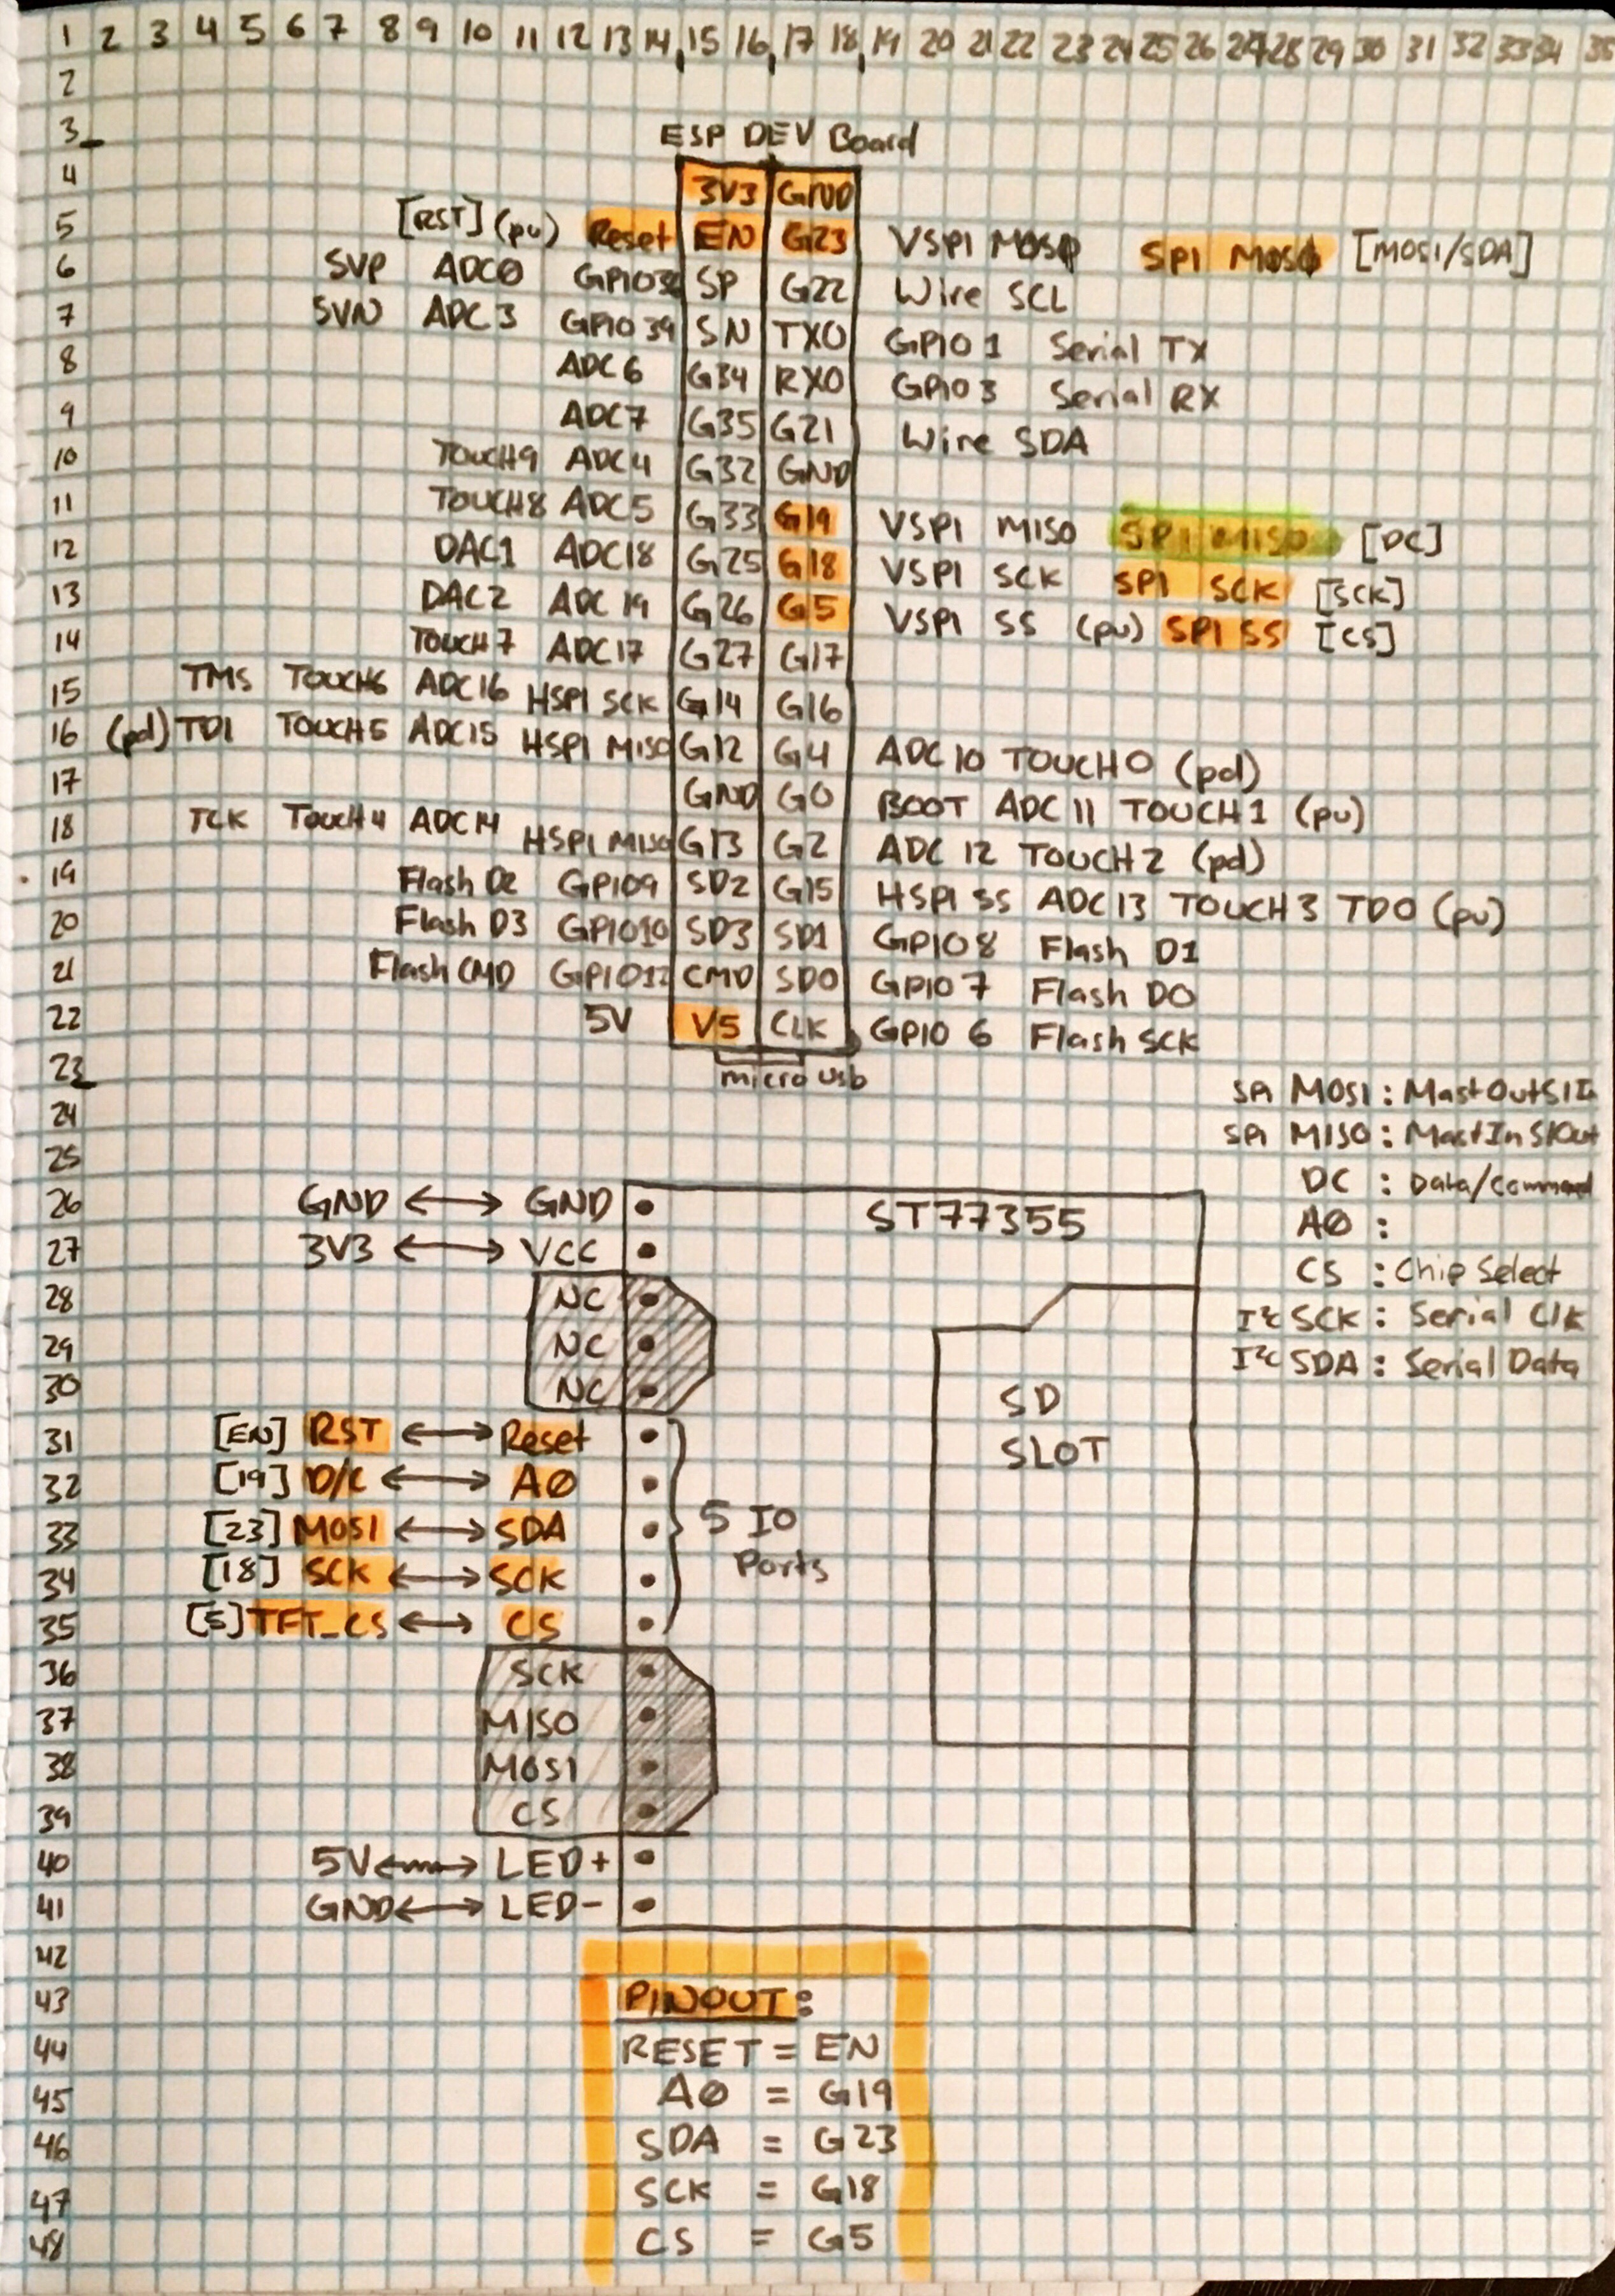 1 2 3 4 5 6 7 8 9 10 11 12 13 14 15 16 17 18 19 20 21 22 23 24 25 26 27 28 29 30 31 32 33 34 35
2
3 ESP DEV Board
4 3V3 GND
5 [RST] (pu) Reset EN G23 VSPI MOSI SPI MOSI [MOSI/SDA]
6 SVP ADC0 GPIO36 SP G22 Wire SCL
7 SVN ADC3 GPIO39 SN TX0 GPIO1 Serial TX
8 ADC6 G34 RX0 GPIO3 Serial RX
9 ADC7 G35 G21 Wire SDA
10 TOUCH9 ADC4 G32 GND
11 TOUCH8 ADC5 G33 G19 VSPI MISO SPI MISO [DC]
12 DAC1 ADC18 G25 G18 VSPI SCK SPI SCK [SCK]
13 DAC2 ADC19 G26 G5 VSPI SS (pu) SPI SS [CS]
14 TOUCH7 ADC17 G27 G17
15 TMS TOUCH6 ADC16 HSPI SCK G14 G16
16 (pd) TDI TOUCH5 ADC15 HSPI MISO G12 G4 ADC10 TOUCH0 (pd)
17 GND G0 BOOT ADC11 TOUCH1 (pu)
18 TCK TOUCH4 ADC14 HSPI MISO G13 G2 ADC12 TOUCH2 (pd)
19 Flash D2 GPIO9 SD2 G15 HSPI SS ADC13 TOUCH3 TDO (pu)
20 Flash D3 GPIO10 SD3 SD1 GPIO8 Flash D1
21 Flash CMD GPIO11 CMD SD0 GPIO7 Flash D0
22 5V V5 CLK GPIO6 Flash SCK
23 micro usb
SPI MOSI : MastOutSlIn
24
SPI MISO : MastInSlOut
25
DC : Data/Command
26 GND ↔ GND ST77355
A0 :
27 3V3 ↔ VCC
CS : Chip Select
28 NC
I²C SCK : Serial Clk
29 NC
I²C SDA : Serial Data
30 NC SD
31 [EN] RST ↔ Reset SLOT
32 [19] D/C ↔ A0
33 [23] MOSI ↔ SDA 5 IO
34 [18] SCK ↔ SCK Ports
35 [5] TFT_CS ↔ CS
36 SCK
37 MISO
38 MOSI
39 CS
40 5V ↔ LED+
41 GND ↔ LED-
42
43 PINOUT:
44 RESET = EN
45 A0 = G19
46 SDA = G23
47 SCK = G18
48 CS = G5